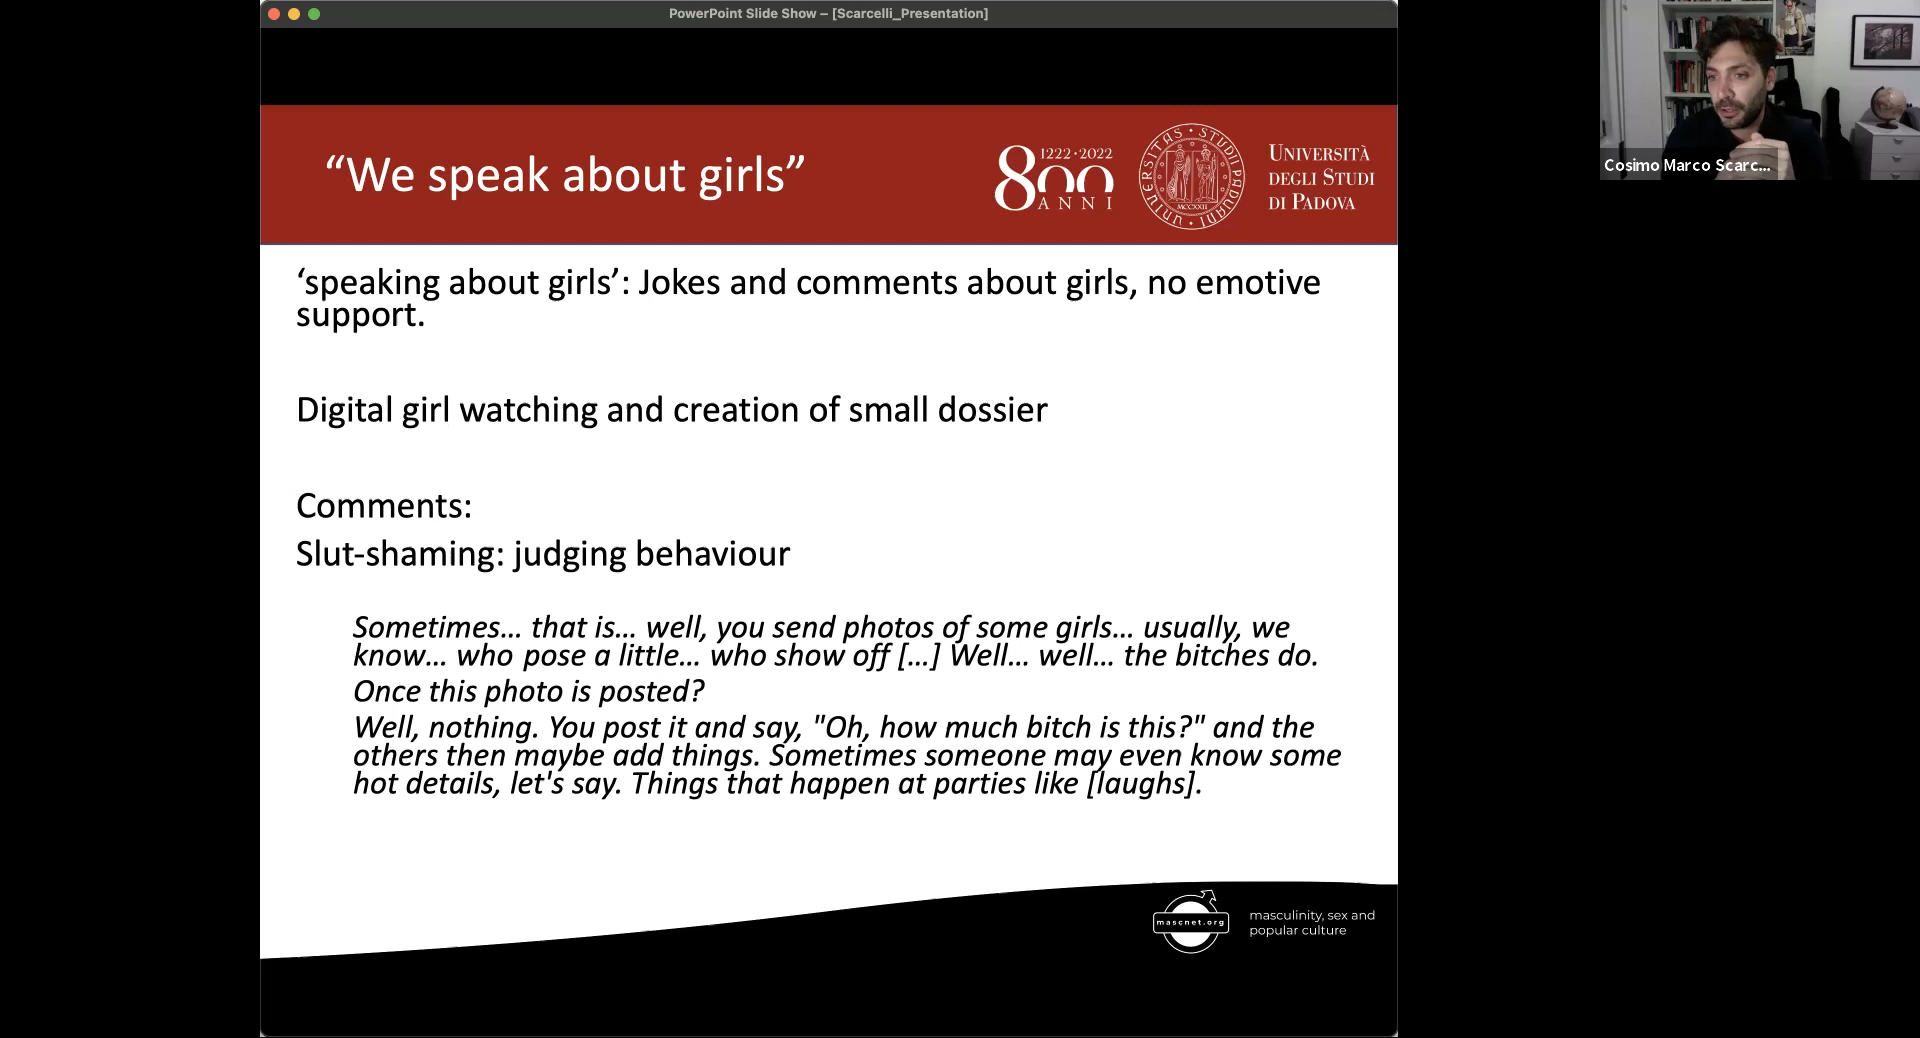 PowerPoint Slide Show – [Scarcelli_Presentation]
“We speak about girls”
1222·2022
800
ANNI
UNIVERSITAS STUDII PADUANI
MCCXXII
UNIVERSITÀ
DEGLI STUDI
DI PADOVA
‘speaking about girls’: Jokes and comments about girls, no emotive
support.
Digital girl watching and creation of small dossier
Comments:
Slut-shaming: judging behaviour
Sometimes… that is… well, you send photos of some girls… usually, we
know… who pose a little… who show off […] Well… well… the bitches do.
Once this photo is posted?
Well, nothing. You post it and say, "Oh, how much bitch is this?" and the
others then maybe add things. Sometimes someone may even know some
hot details, let's say. Things that happen at parties like [laughs].
mascnet.org
masculinity, sex and
popular culture
Cosimo Marco Scarc...